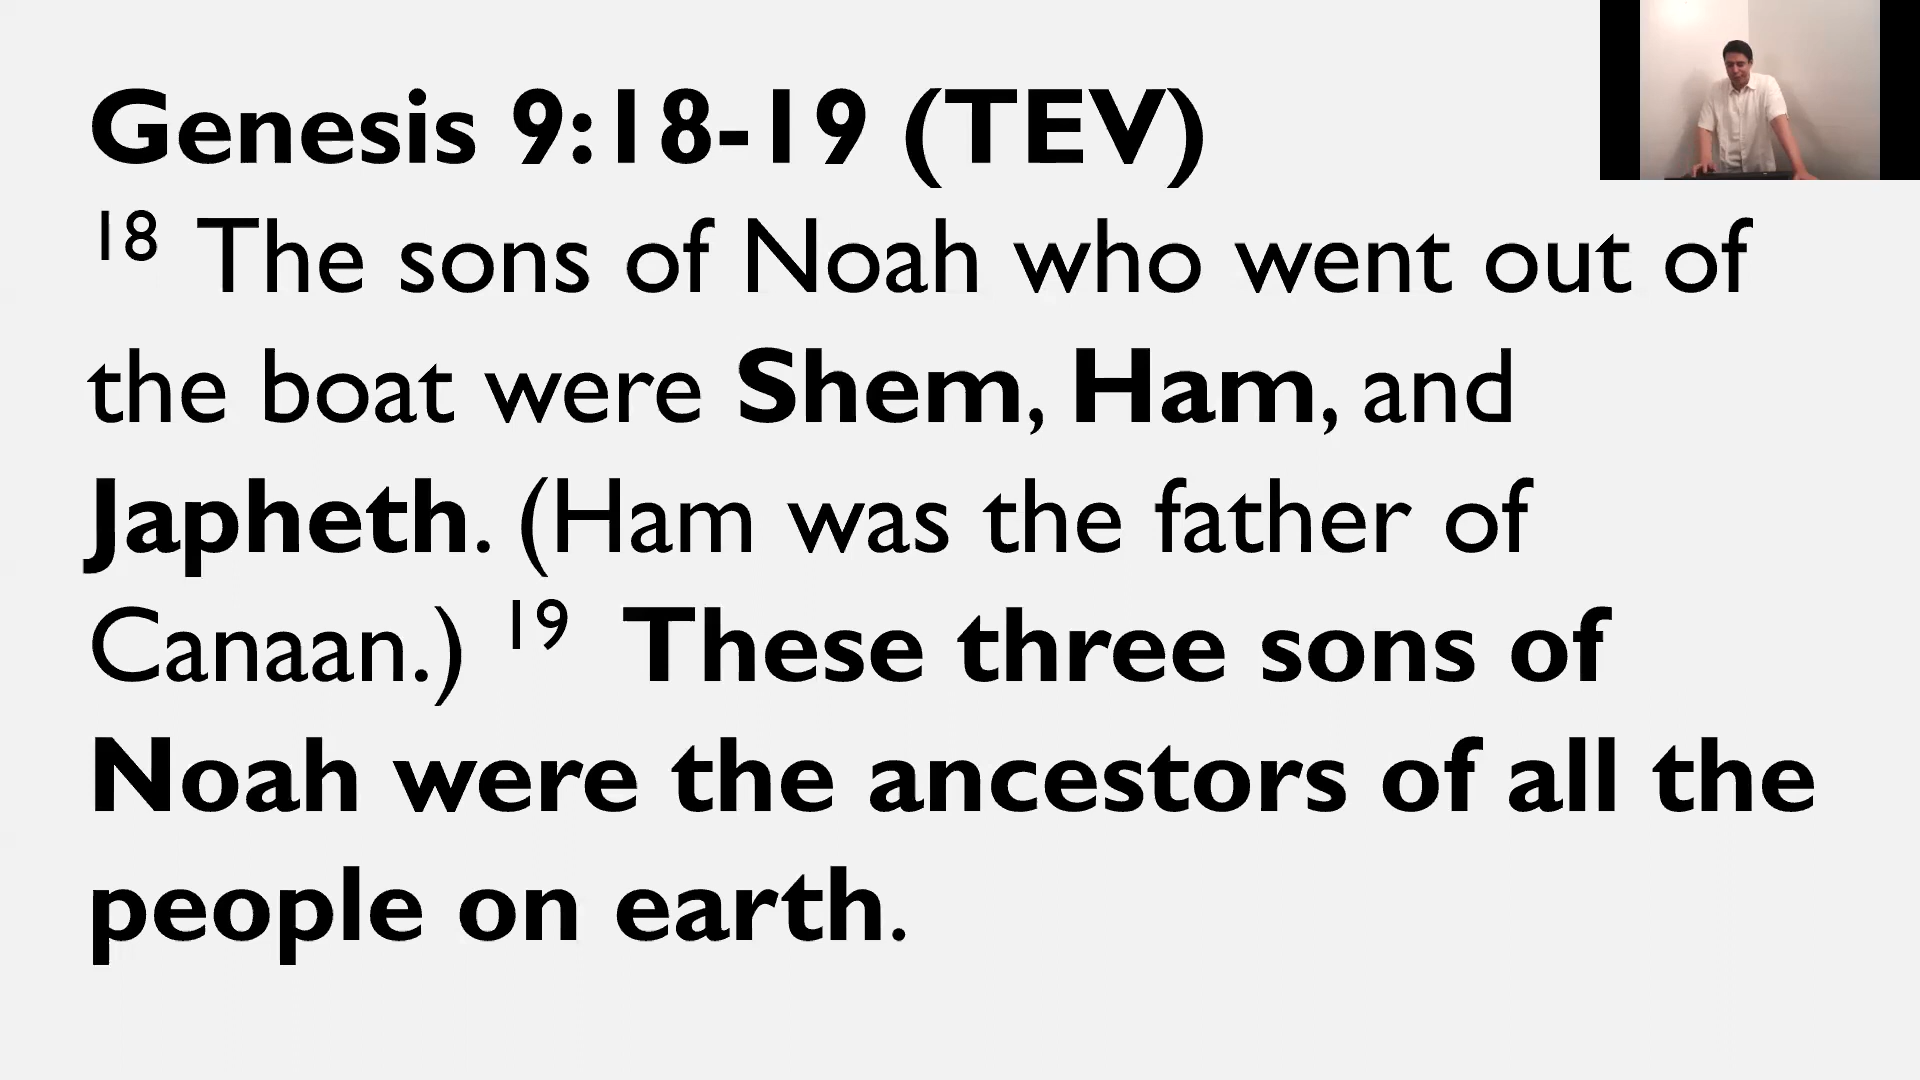 Genesis 9:18-19 (TEV)
18 The sons of Noah who went out of
the boat were Shem, Ham, and
Japheth. (Ham was the father of
Canaan.) 19 These three sons of
Noah were the ancestors of all the
people on earth.